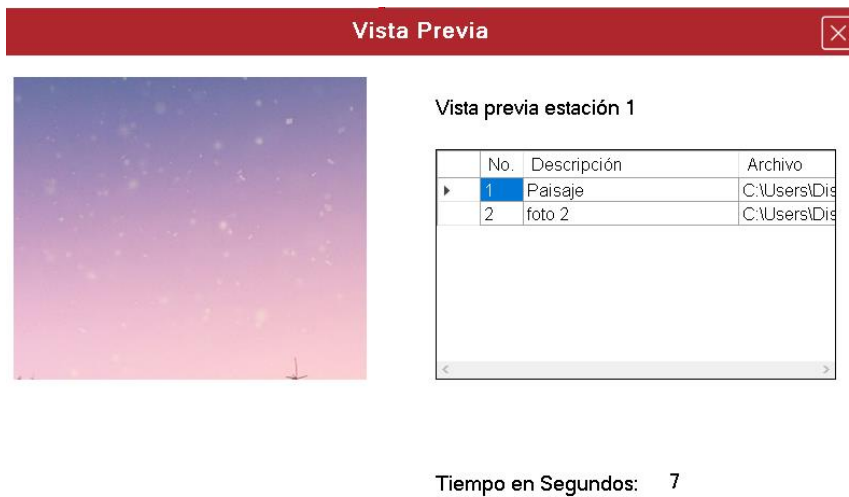 Vista Previa
Vista previa estación 1
No. Descripción Archivo
1 Paisaje C:\Users\Dis
2 foto 2 C:\Users\Dis
Tiempo en Segundos: 7